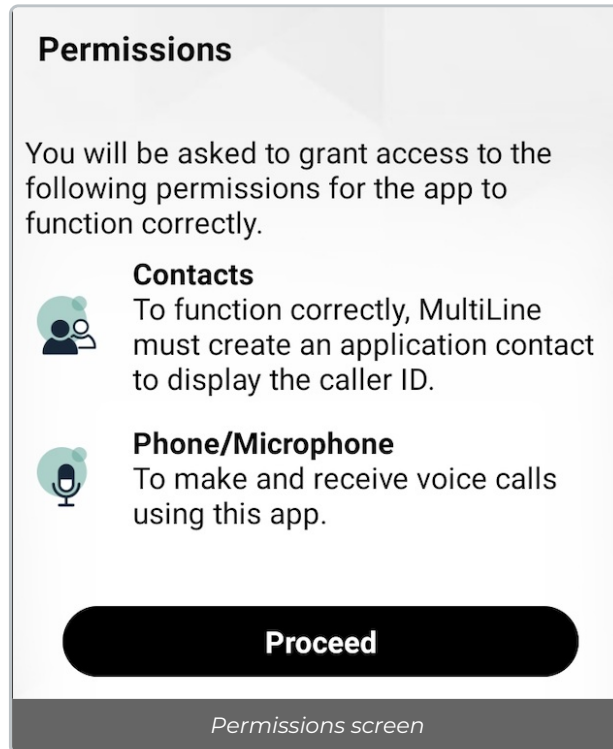 Permissions
You will be asked to grant access to the
following permissions for the app to
function correctly.
Contacts
To function correctly, MultiLine
must create an application contact
to display the caller ID.
Phone/Microphone
To make and receive voice calls
using this app.
Proceed
Permissions screen